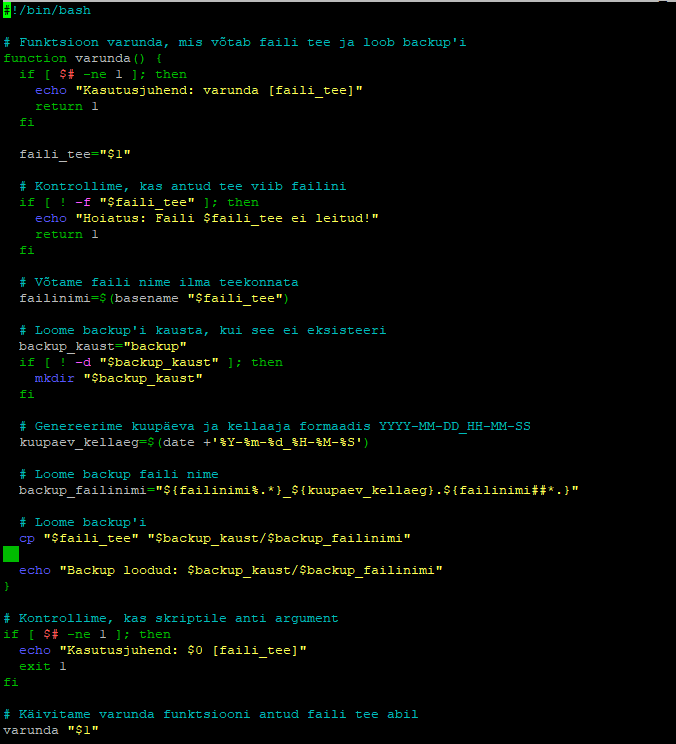 #!/bin/bash
# Funktsioon varunda, mis võtab faili tee ja loob backup'i
function varunda() {
  if [ $# -ne 1 ]; then
    echo "Kasutusjuhend: varunda [faili_tee]"
    return 1
  fi
  faili_tee="$1"
  # Kontrollime, kas antud tee viib failini
  if [ ! -f "$faili_tee" ]; then
    echo "Hoiatus: Faili $faili_tee ei leitud!"
    return 1
  fi
  # Võtame faili nime ilma teekonnata
  failinimi=$(basename "$faili_tee")
  # Loome backup'i kausta, kui see ei eksisteeri
  backup_kaust="backup"
  if [ ! -d "$backup_kaust" ]; then
    mkdir "$backup_kaust"
  fi
  # Genereerime kuupäeva ja kellaaja formaadis YYYY-MM-DD_HH-MM-SS
  kuupaev_kellaeg=$(date +'%Y-%m-%d_%H-%M-%S')
  # Loome backup faili nime
  backup_failinimi="${failinimi%.*}_${kuupaev_kellaeg}.${failinimi##*.}"
  # Loome backup'i
  cp "$faili_tee" "$backup_kaust/$backup_failinimi"
  echo "Backup loodud: $backup_kaust/$backup_failinimi"
}
# Kontrollime, kas skriptile anti argument
if [ $# -ne 1 ]; then
  echo "Kasutusjuhend: $0 [faili_tee]"
  exit 1
fi
# Käivitame varunda funktsiooni antud faili tee abil
varunda "$1"